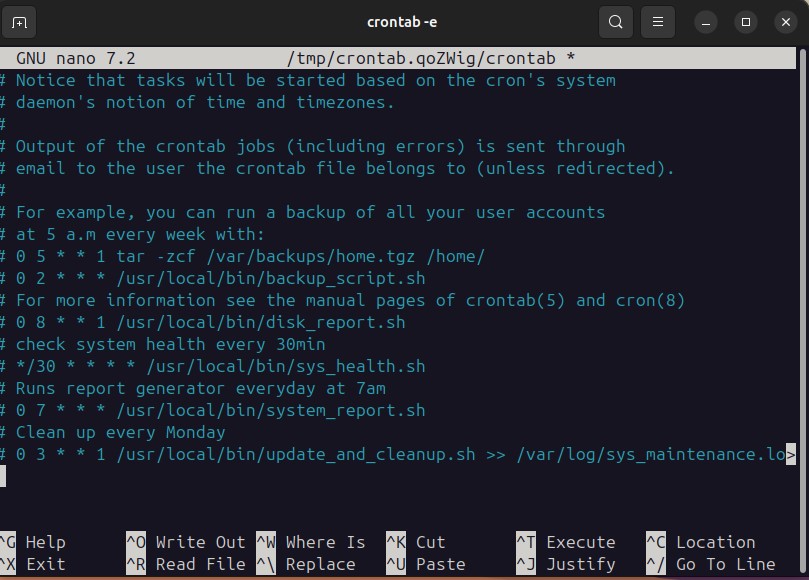 crontab -e
GNU nano 7.2 /tmp/crontab.qoZWig/crontab *
# Notice that tasks will be started based on the cron's system
# daemon's notion of time and timezones.
#
# Output of the crontab jobs (including errors) is sent through
# email to the user the crontab file belongs to (unless redirected).
#
# For example, you can run a backup of all your user accounts
# at 5 a.m every week with:
# 0 5 * * 1 tar -zcf /var/backups/home.tgz /home/
# 0 2 * * * /usr/local/bin/backup_script.sh
# For more information see the manual pages of crontab(5) and cron(8)
# 0 8 * * 1 /usr/local/bin/disk_report.sh
# check system health every 30min
# */30 * * * * /usr/local/bin/sys_health.sh
# Runs report generator everyday at 7am
# 0 7 * * * /usr/local/bin/system_report.sh
# Clean up every Monday
# 0 3 * * 1 /usr/local/bin/update_and_cleanup.sh >> /var/log/sys_maintenance.lo>
^G Help ^O Write Out ^W Where Is ^K Cut ^T Execute ^C Location
^X Exit ^R Read File ^\ Replace ^U Paste ^J Justify ^/ Go To Line